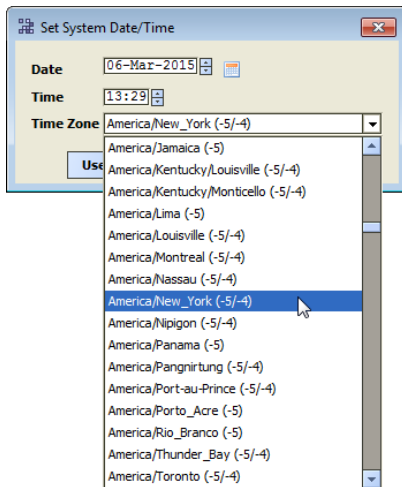 Set System Date/Time
Date 06-Mar-2015
Time 13:29
Time Zone America/New_York (-5/-4)
Use
America/Jamaica (-5)
America/Kentucky/Louisville (-5/-4)
America/Kentucky/Monticello (-5/-4)
America/Lima (-5)
America/Louisville (-5/-4)
America/Montreal (-5/-4)
America/Nassau (-5/-4)
America/New_York (-5/-4)
America/Nipigon (-5/-4)
America/Panama (-5)
America/Pangnirtung (-5/-4)
America/Port-au-Prince (-5/-4)
America/Porto_Acre (-5)
America/Rio_Branco (-5)
America/Thunder_Bay (-5/-4)
America/Toronto (-5/-4)